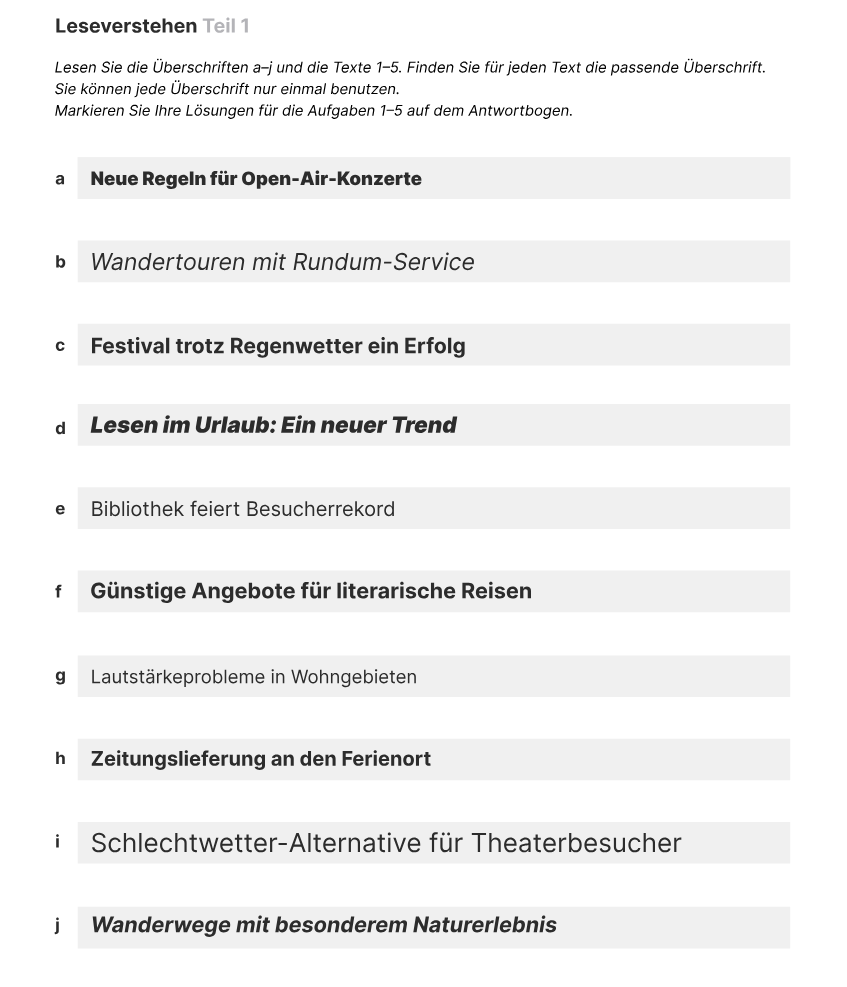 Leseverstehen Teil 1
Lesen Sie die Überschriften a–j und die Texte 1–5. Finden Sie für jeden Text die passende Überschrift.
Sie können jede Überschrift nur einmal benutzen.
Markieren Sie Ihre Lösungen für die Aufgaben 1–5 auf dem Antwortbogen.
a Neue Regeln für Open-Air-Konzerte
b Wandertouren mit Rundum-Service
c Festival trotz Regenwetter ein Erfolg
d Lesen im Urlaub: Ein neuer Trend
e Bibliothek feiert Besucherrekord
f Günstige Angebote für literarische Reisen
g Lautstärkeprobleme in Wohngebieten
h Zeitungslieferung an den Ferienort
i Schlechtwetter-Alternative für Theaterbesucher
j Wanderwege mit besonderem Naturerlebnis